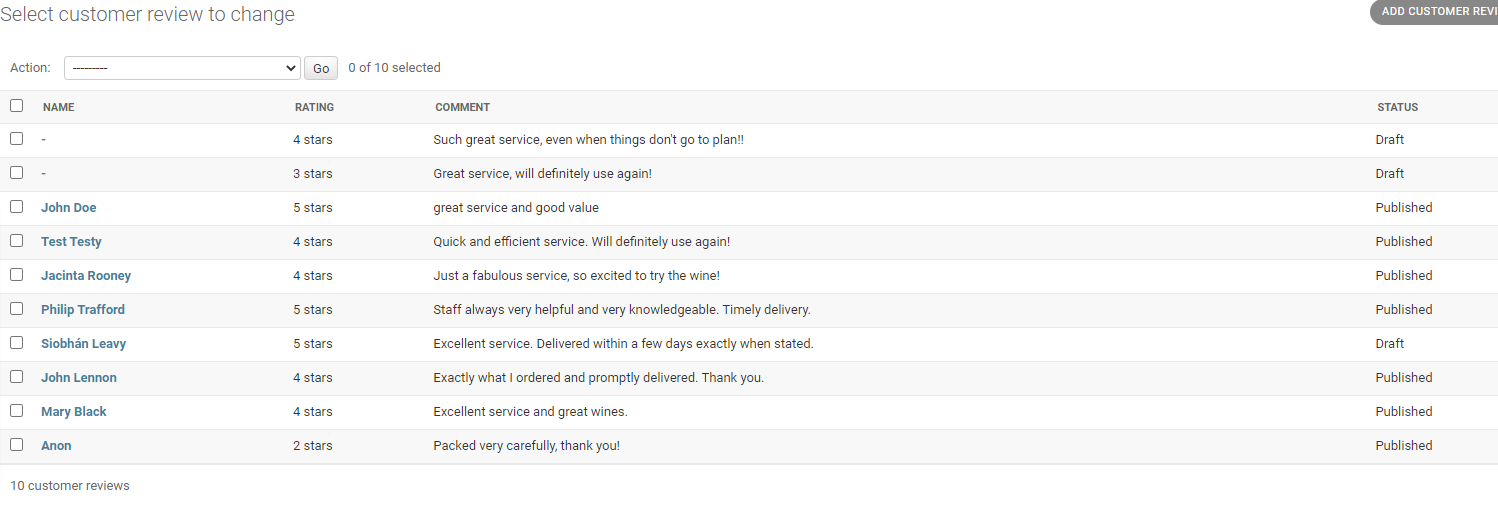 Select customer review to change
ADD CUSTOMER REVI
Action: --------- Go 0 of 10 selected
NAME RATING COMMENT STATUS
- 4 stars Such great service, even when things don't go to plan!! Draft
- 3 stars Great service, will definitely use again! Draft
John Doe 5 stars great service and good value Published
Test Testy 4 stars Quick and efficient service. Will definitely use again! Published
Jacinta Rooney 4 stars Just a fabulous service, so excited to try the wine! Published
Philip Trafford 5 stars Staff always very helpful and very knowledgeable. Timely delivery. Published
Siobhán Leavy 5 stars Excellent service. Delivered within a few days exactly when stated. Draft
John Lennon 4 stars Exactly what I ordered and promptly delivered. Thank you. Published
Mary Black 4 stars Excellent service and great wines. Published
Anon 2 stars Packed very carefully, thank you! Published
10 customer reviews